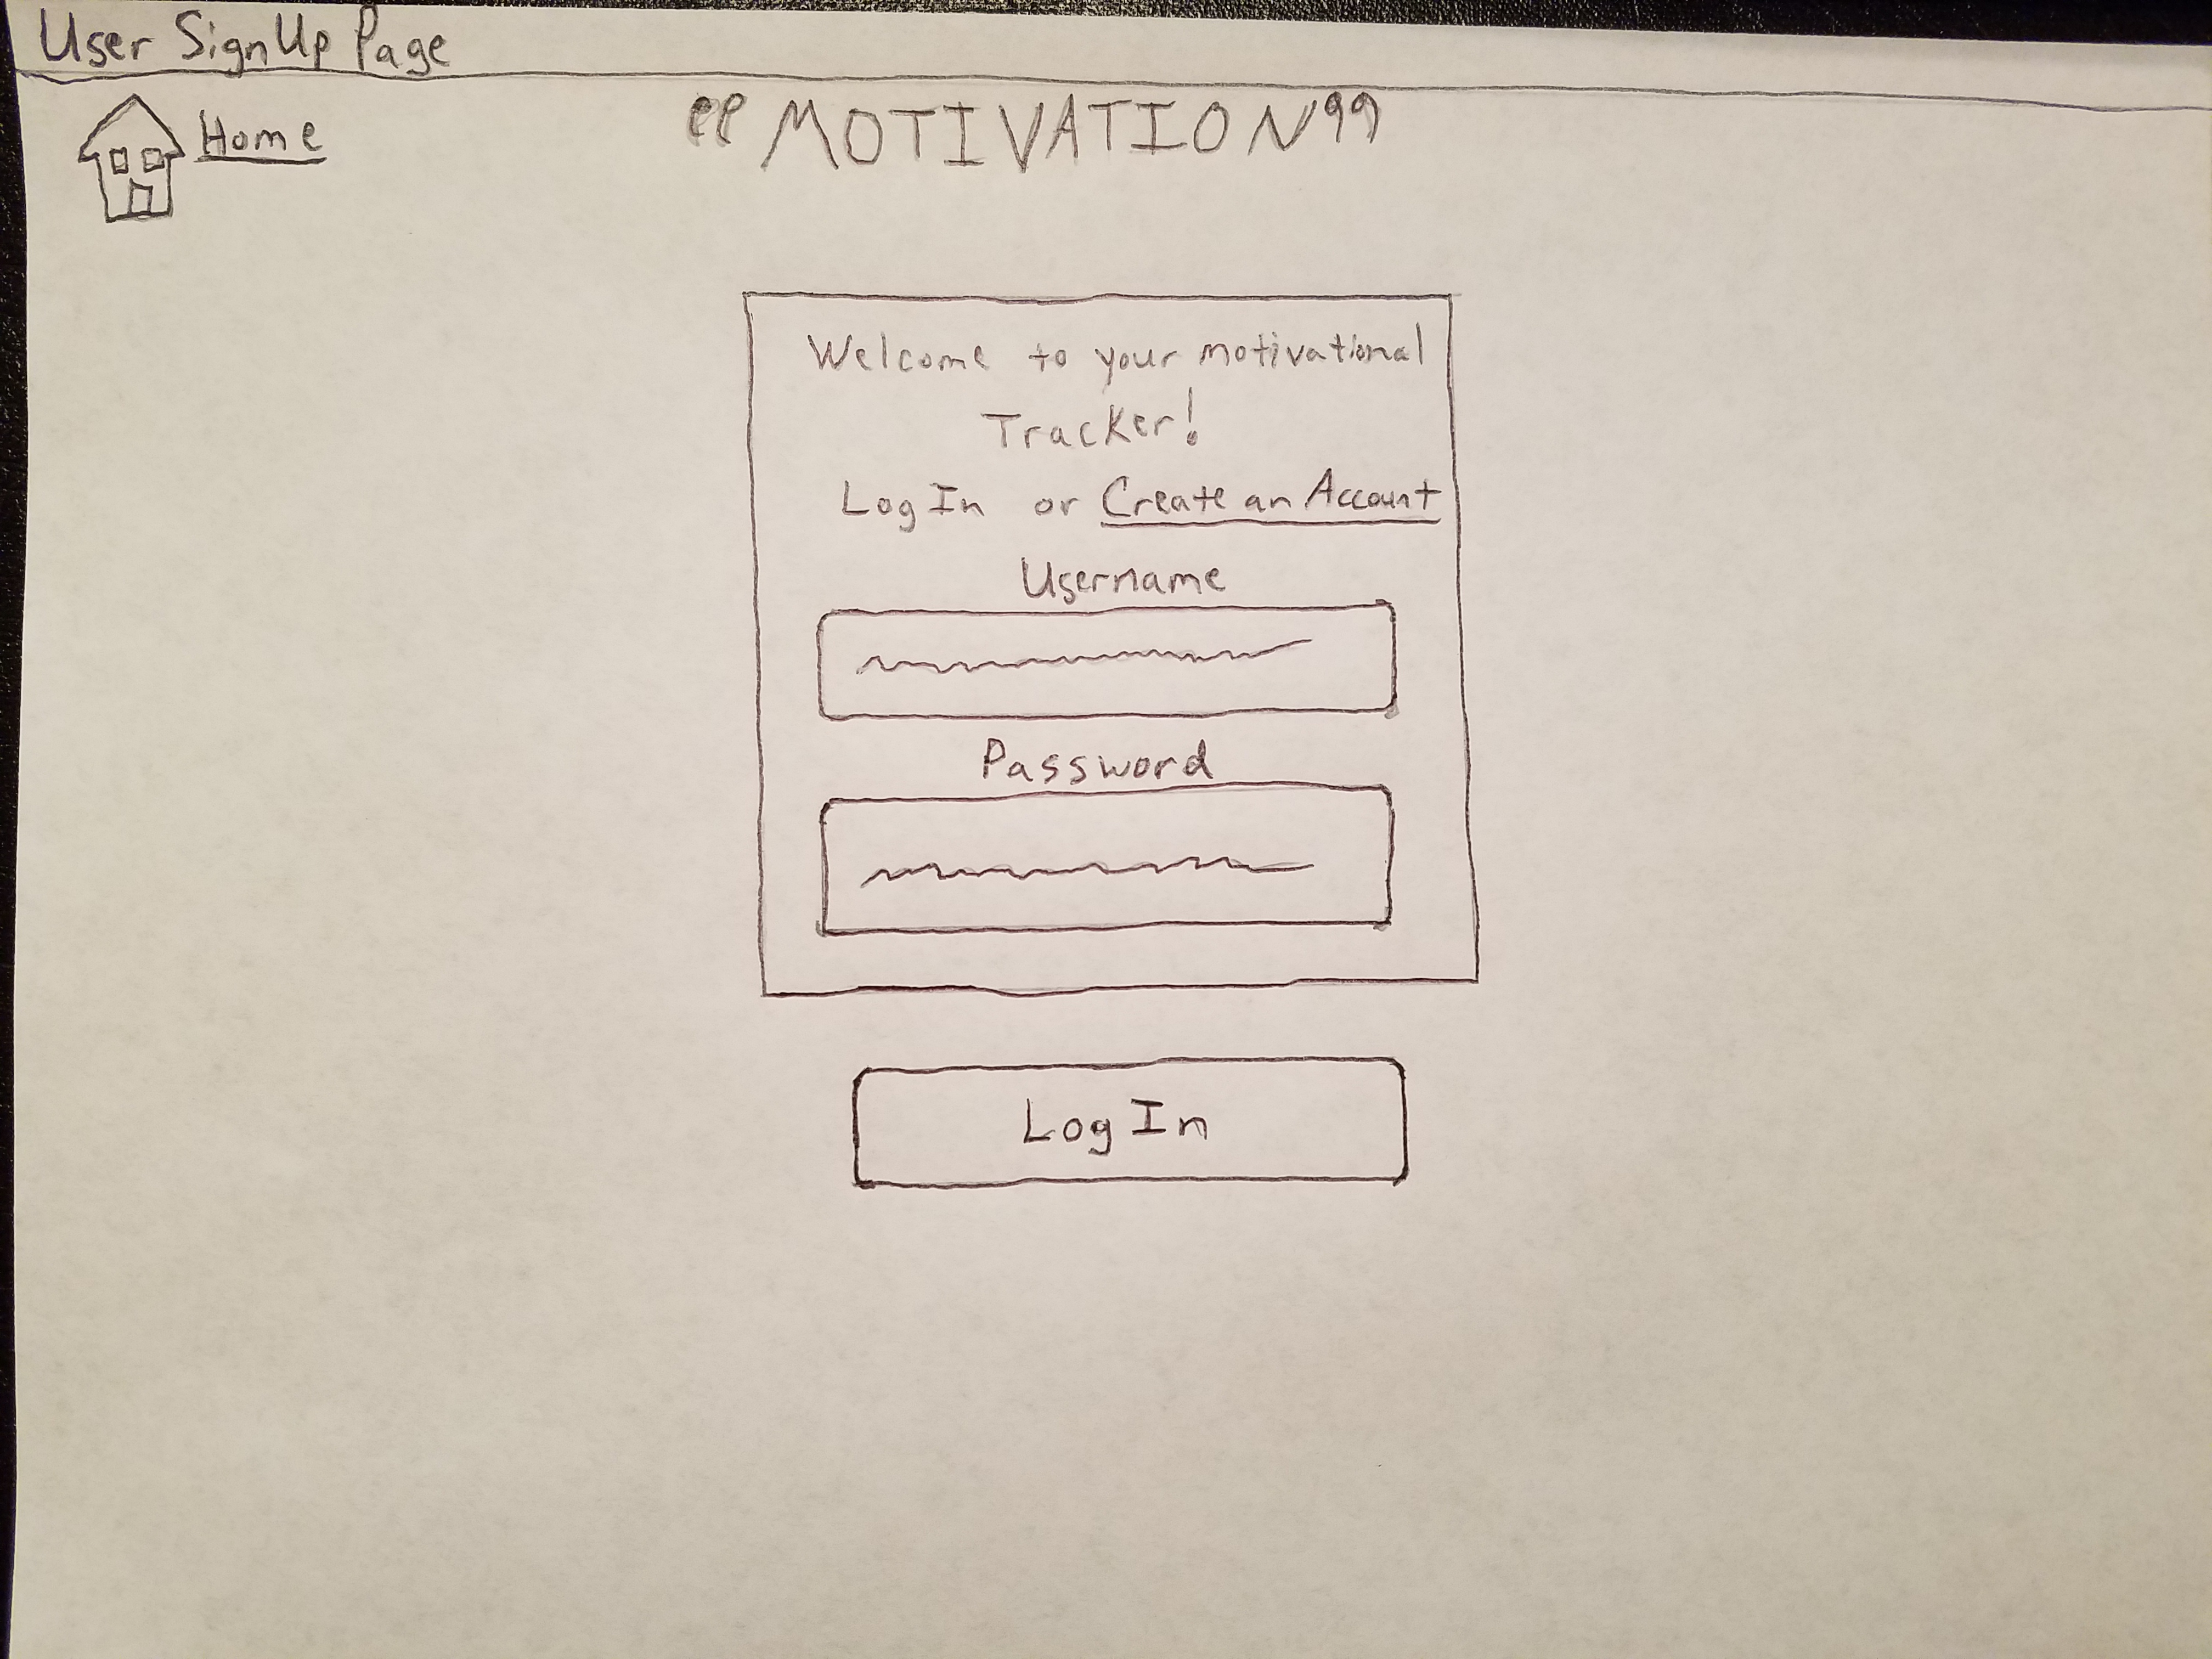 User SignUp Page
Home
“MOTIVATION”
Welcome to your motivational
Tracker!
Log In or Create an Account
Username
Password
Log In